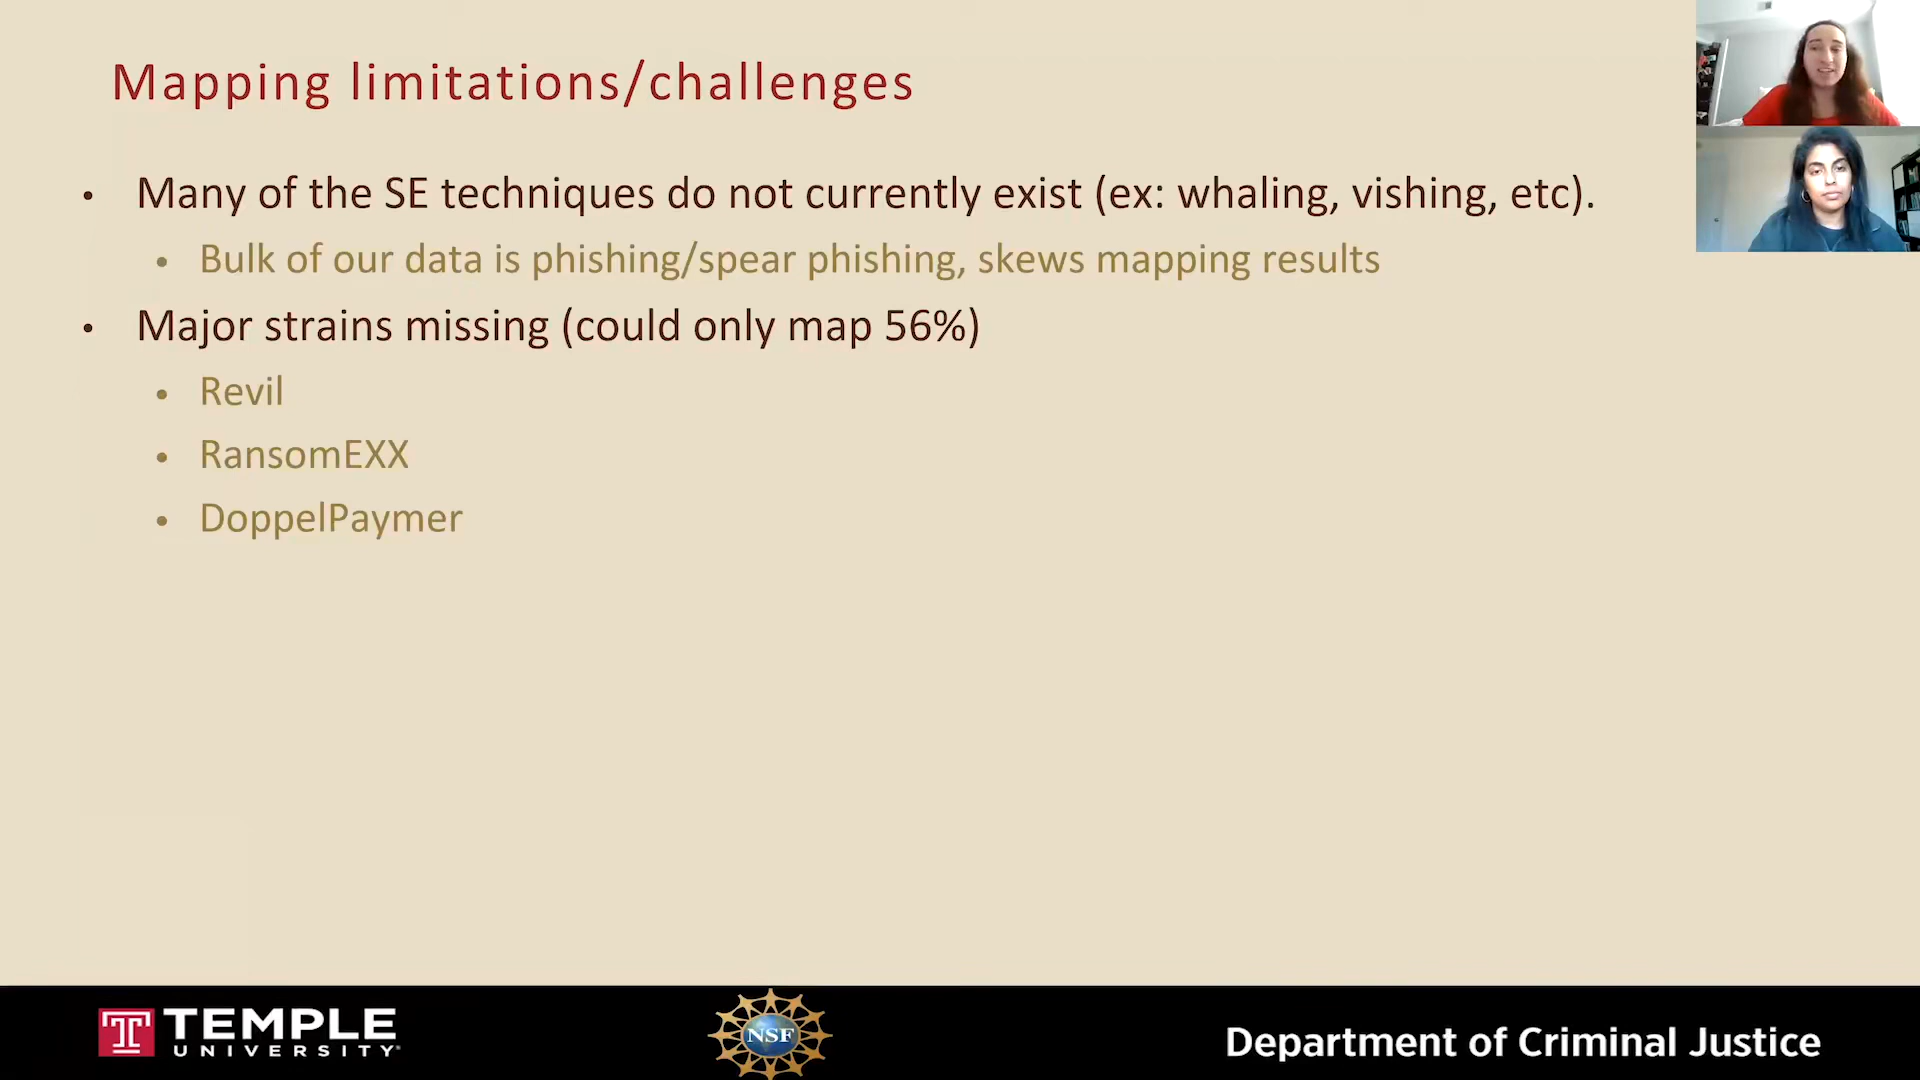 Mapping limitations/challenges
• Many of the SE techniques do not currently exist (ex: whaling, vishing, etc).
• Bulk of our data is phishing/spear phishing, skews mapping results
• Major strains missing (could only map 56%)
• Revil
• RansomEXX
• DoppelPaymer
T TEMPLE
UNIVERSITY
NSF
Department of Criminal Justice